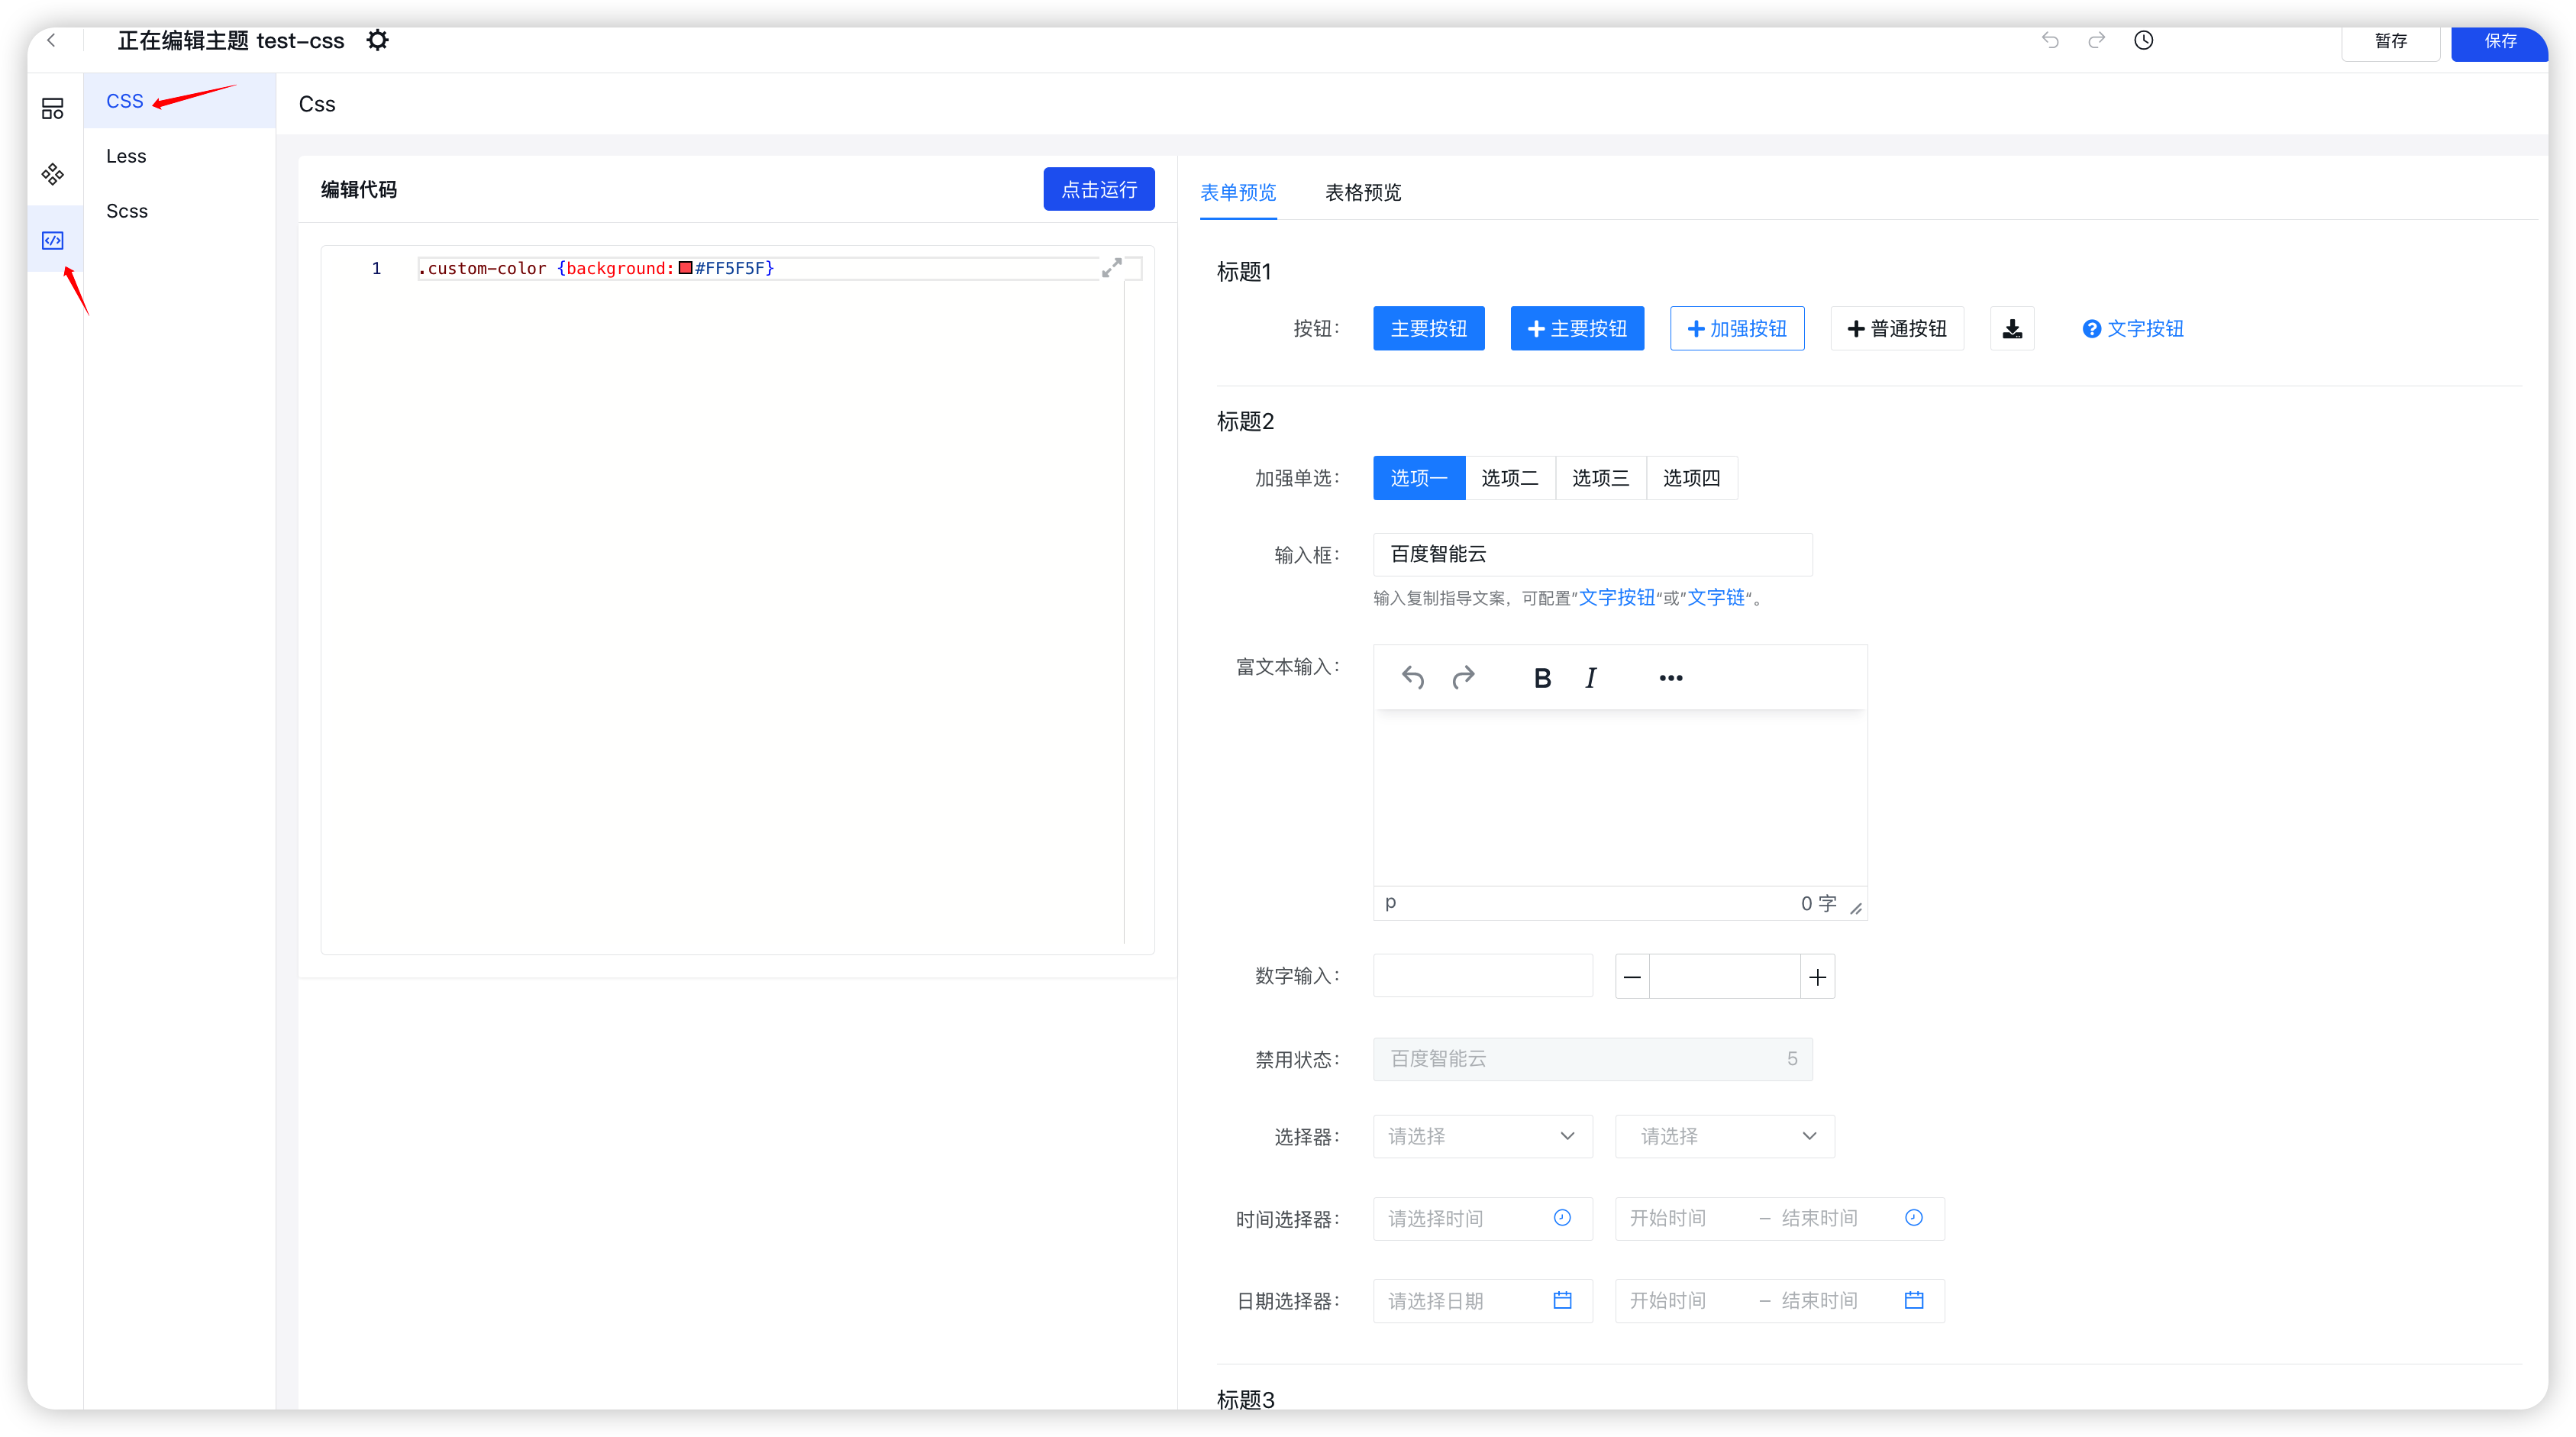 正在编辑主题 test-css
暂存
保存
CSS
Less
Scss
Css
编辑代码
点击运行
1 .custom-color {background:#FF5F5F}
表单预览 表格预览
标题1
按钮: 主要按钮 主要按钮 加强按钮 普通按钮 文字按钮
标题2
加强单选: 选项一 选项二 选项三 选项四
输入框: 百度智能云
输入复制指导文案，可配置”文字按钮“或”文字链“。
富文本输入:
B I
p 0 字
数字输入:
禁用状态: 百度智能云 5
选择器: 请选择 请选择
时间选择器: 请选择时间 开始时间 – 结束时间
日期选择器: 请选择日期 开始时间 – 结束时间
标题3